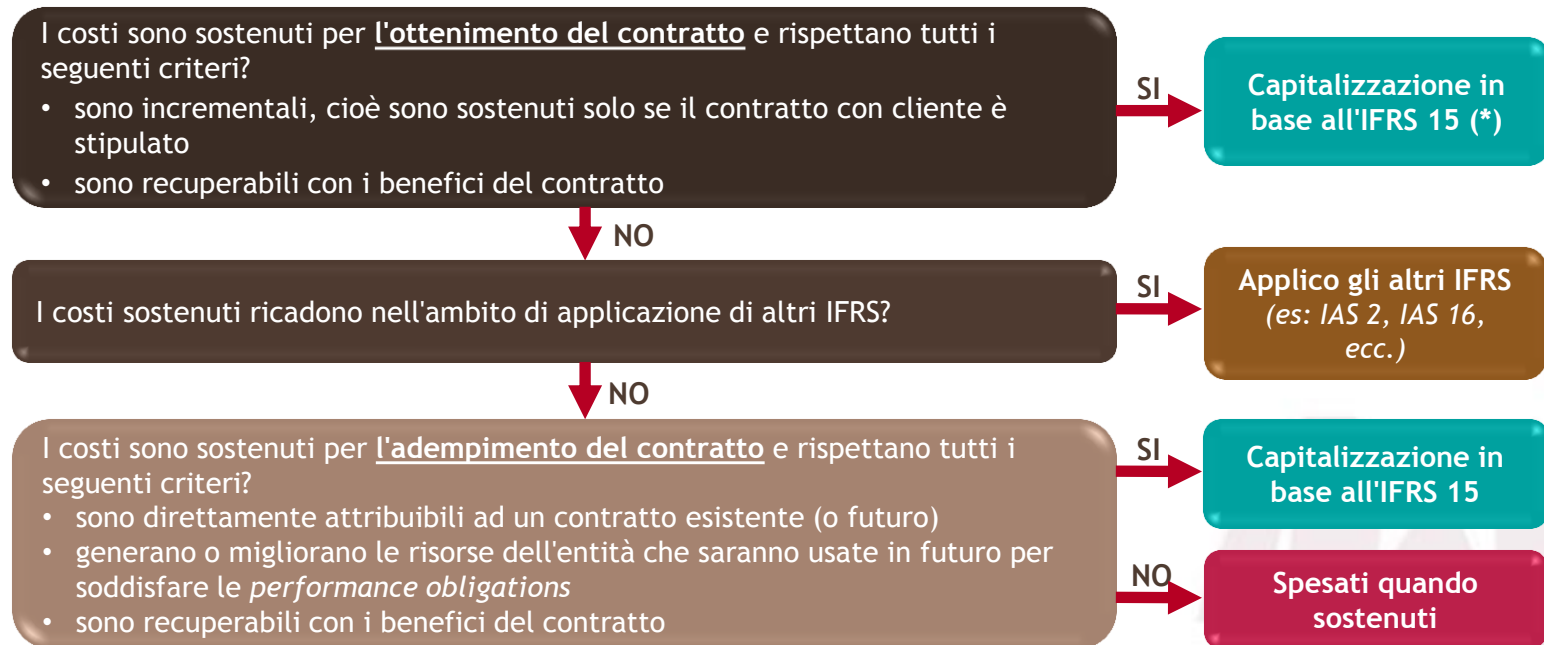 I costi sono sostenuti per l'ottenimento del contratto e rispettano tutti i
seguenti criteri?
• sono incrementali, cioè sono sostenuti solo se il contratto con cliente è
stipulato
• sono recuperabili con i benefici del contratto
SI
Capitalizzazione in
base all'IFRS 15 (*)
NO
I costi sostenuti ricadono nell'ambito di applicazione di altri IFRS?
SI
Applico gli altri IFRS
(es: IAS 2, IAS 16,
ecc.)
NO
I costi sono sostenuti per l'adempimento del contratto e rispettano tutti i
seguenti criteri?
• sono direttamente attribuibili ad un contratto esistente (o futuro)
• generano o migliorano le risorse dell'entità che saranno usate in futuro per
soddisfare le performance obligations
• sono recuperabili con i benefici del contratto
SI
Capitalizzazione in
base all'IFRS 15
NO
Spesati quando
sostenuti